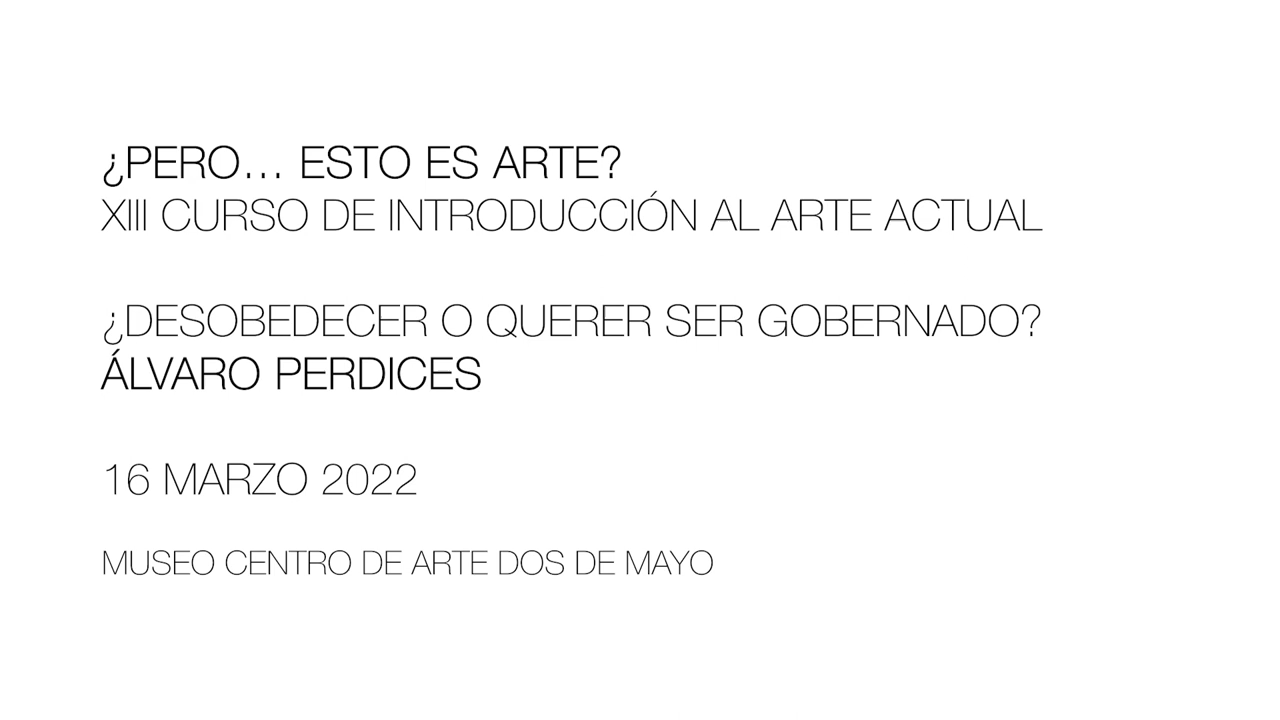 ¿PERO... ESTO ES ARTE?
XIII CURSO DE INTRODUCCIÓN AL ARTE ACTUAL
¿DESOBEDECER O QUERER SER GOBERNADO?
ÁLVARO PERDICES
16 MARZO 2022
MUSEO CENTRO DE ARTE DOS DE MAYO